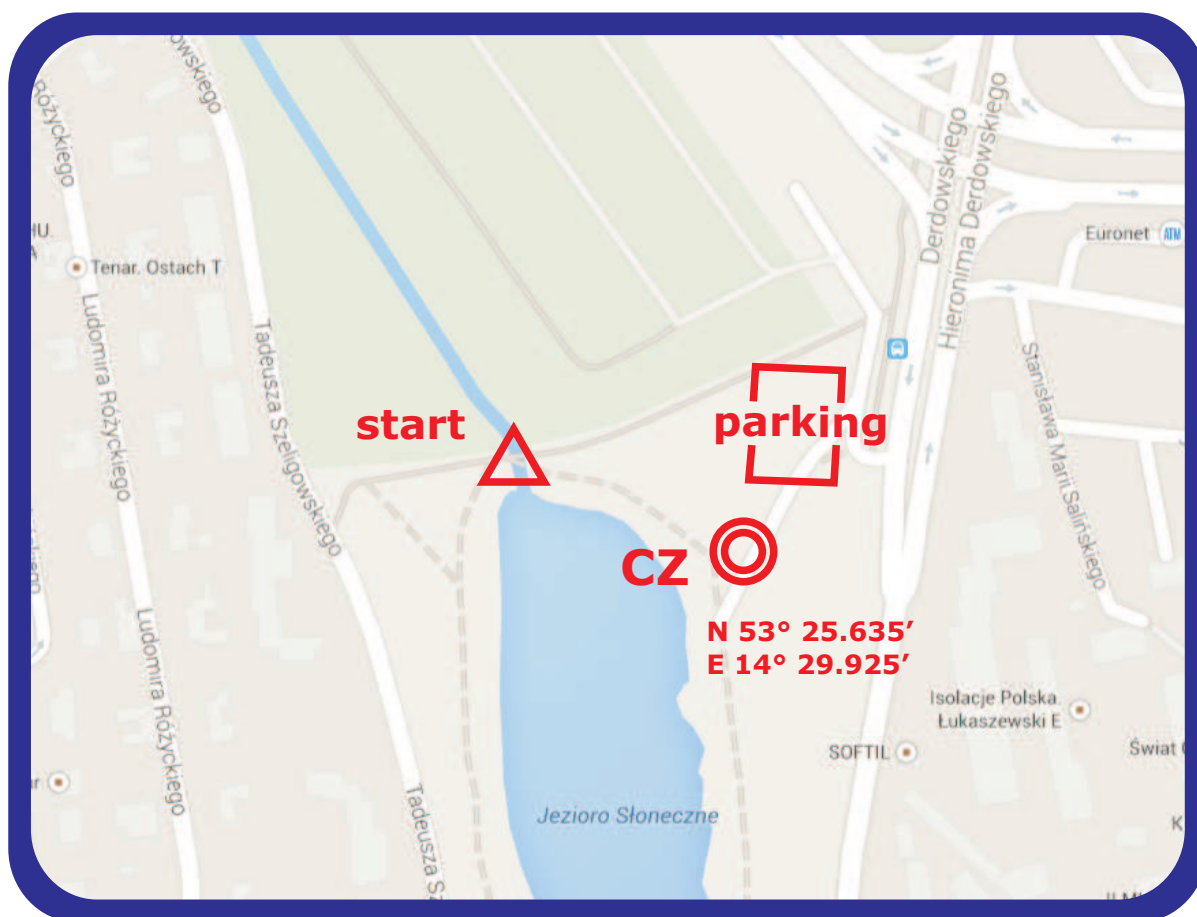 Różyckiego
Tenar. Ostach T
Ludomira Różyckiego
Tadeusza Szeligowskiego
Derdowskiego
Hieronima Derdowskiego
Euronet
ATM
Stanisława Marii Salińskiego
start
parking
CZ
N 53° 25.635’
E 14° 29.925’
Isolacje Polska.
Łukaszewski E
SOFTIL
Świat
Jezioro Słoneczne
Ludomira Różyckiego
Tadeusza